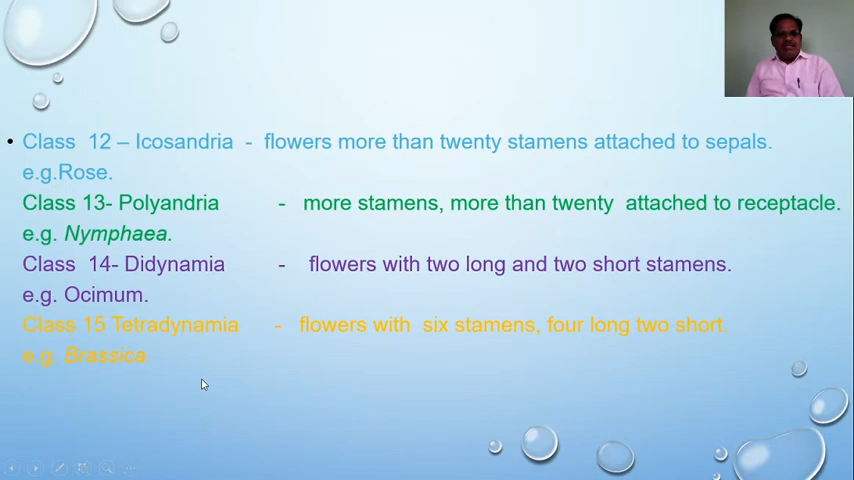 • Class 12 – Icosandria - flowers more than twenty stamens attached to sepals.
e.g.Rose.
Class 13- Polyandria - more stamens, more than twenty attached to receptacle.
e.g. Nymphaea.
Class 14- Didynamia - flowers with two long and two short stamens.
e.g. Ocimum.
Class 15 Tetradynamia - flowers with six stamens, four long two short.
e.g. Brassica.